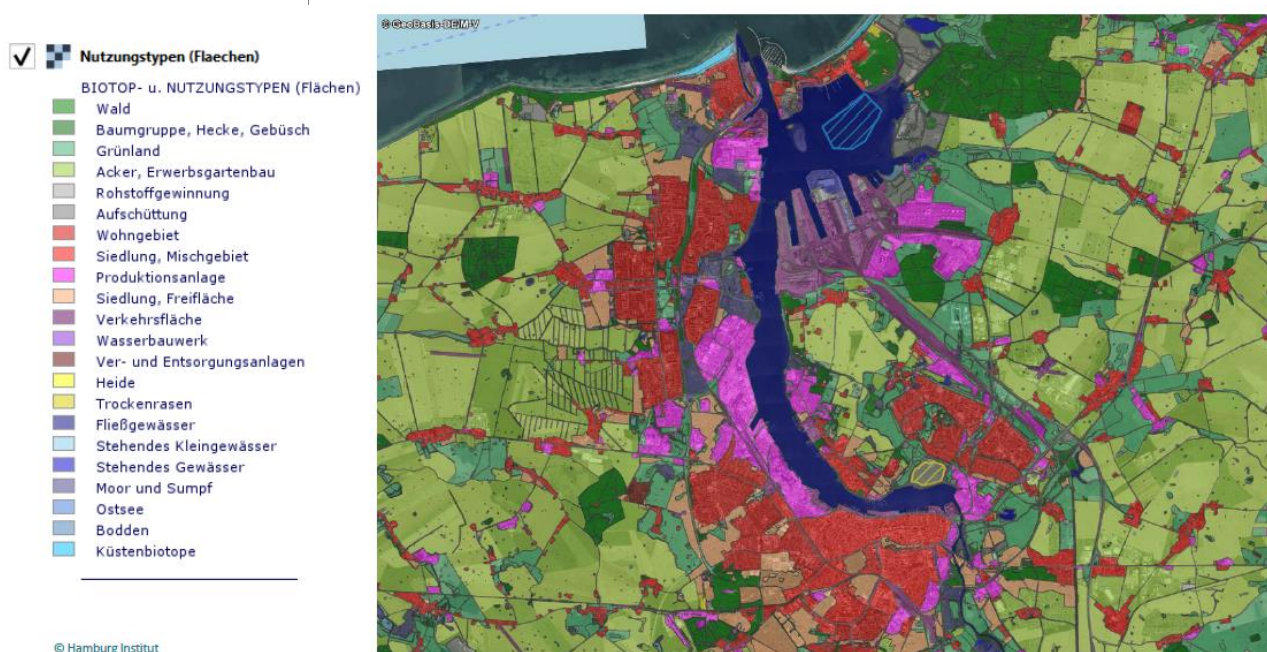 © GeoBasis-DE/M-V
Nutzungstypen (Flaechen)
BIOTOP- u. NUTZUNGSTYPEN (Flächen)
Wald
Baumgruppe, Hecke, Gebüsch
Grünland
Acker, Erwerbsgartenbau
Rohstoffgewinnung
Aufschüttung
Wohngebiet
Siedlung, Mischgebiet
Produktionsanlage
Siedlung, Freifläche
Verkehrsfläche
Wasserbauwerk
Ver- und Entsorgungsanlagen
Heide
Trockenrasen
Fließgewässer
Stehendes Kleingewässer
Stehendes Gewässer
Moor und Sumpf
Ostsee
Bodden
Küstenbiotope
© Hamburg Institut